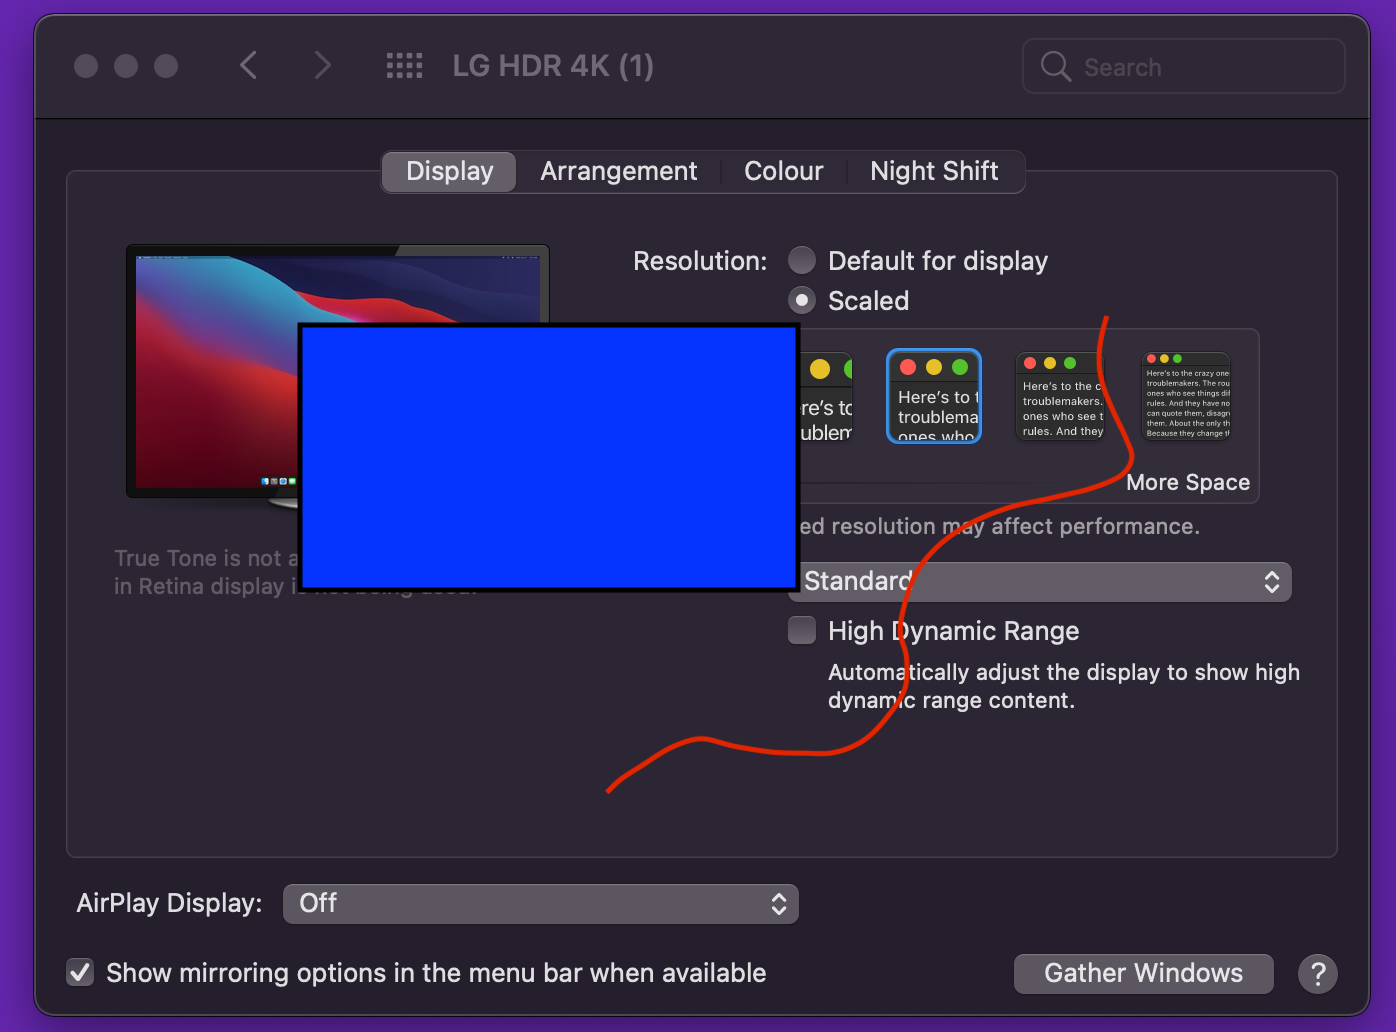 LG HDR 4K (1)
Search
Display Arrangement Colour Night Shift
Resolution: Default for display
Scaled
Here's to t
troublema
ones who
Here's to the c
troublemakers.
ones who see t
rules. And they
Here's to the crazy one
troublemakers. The rou
ones who see things dif
rules. And they have no
can quote them, disagre
them. About the only th
Because they change th
More Space
resolution may affect performance.
True Tone is not
in Retina display
Standard
High Dynamic Range
Automatically adjust the display to show high
dynamic range content.
AirPlay Display: Off
Show mirroring options in the menu bar when available
Gather Windows ?